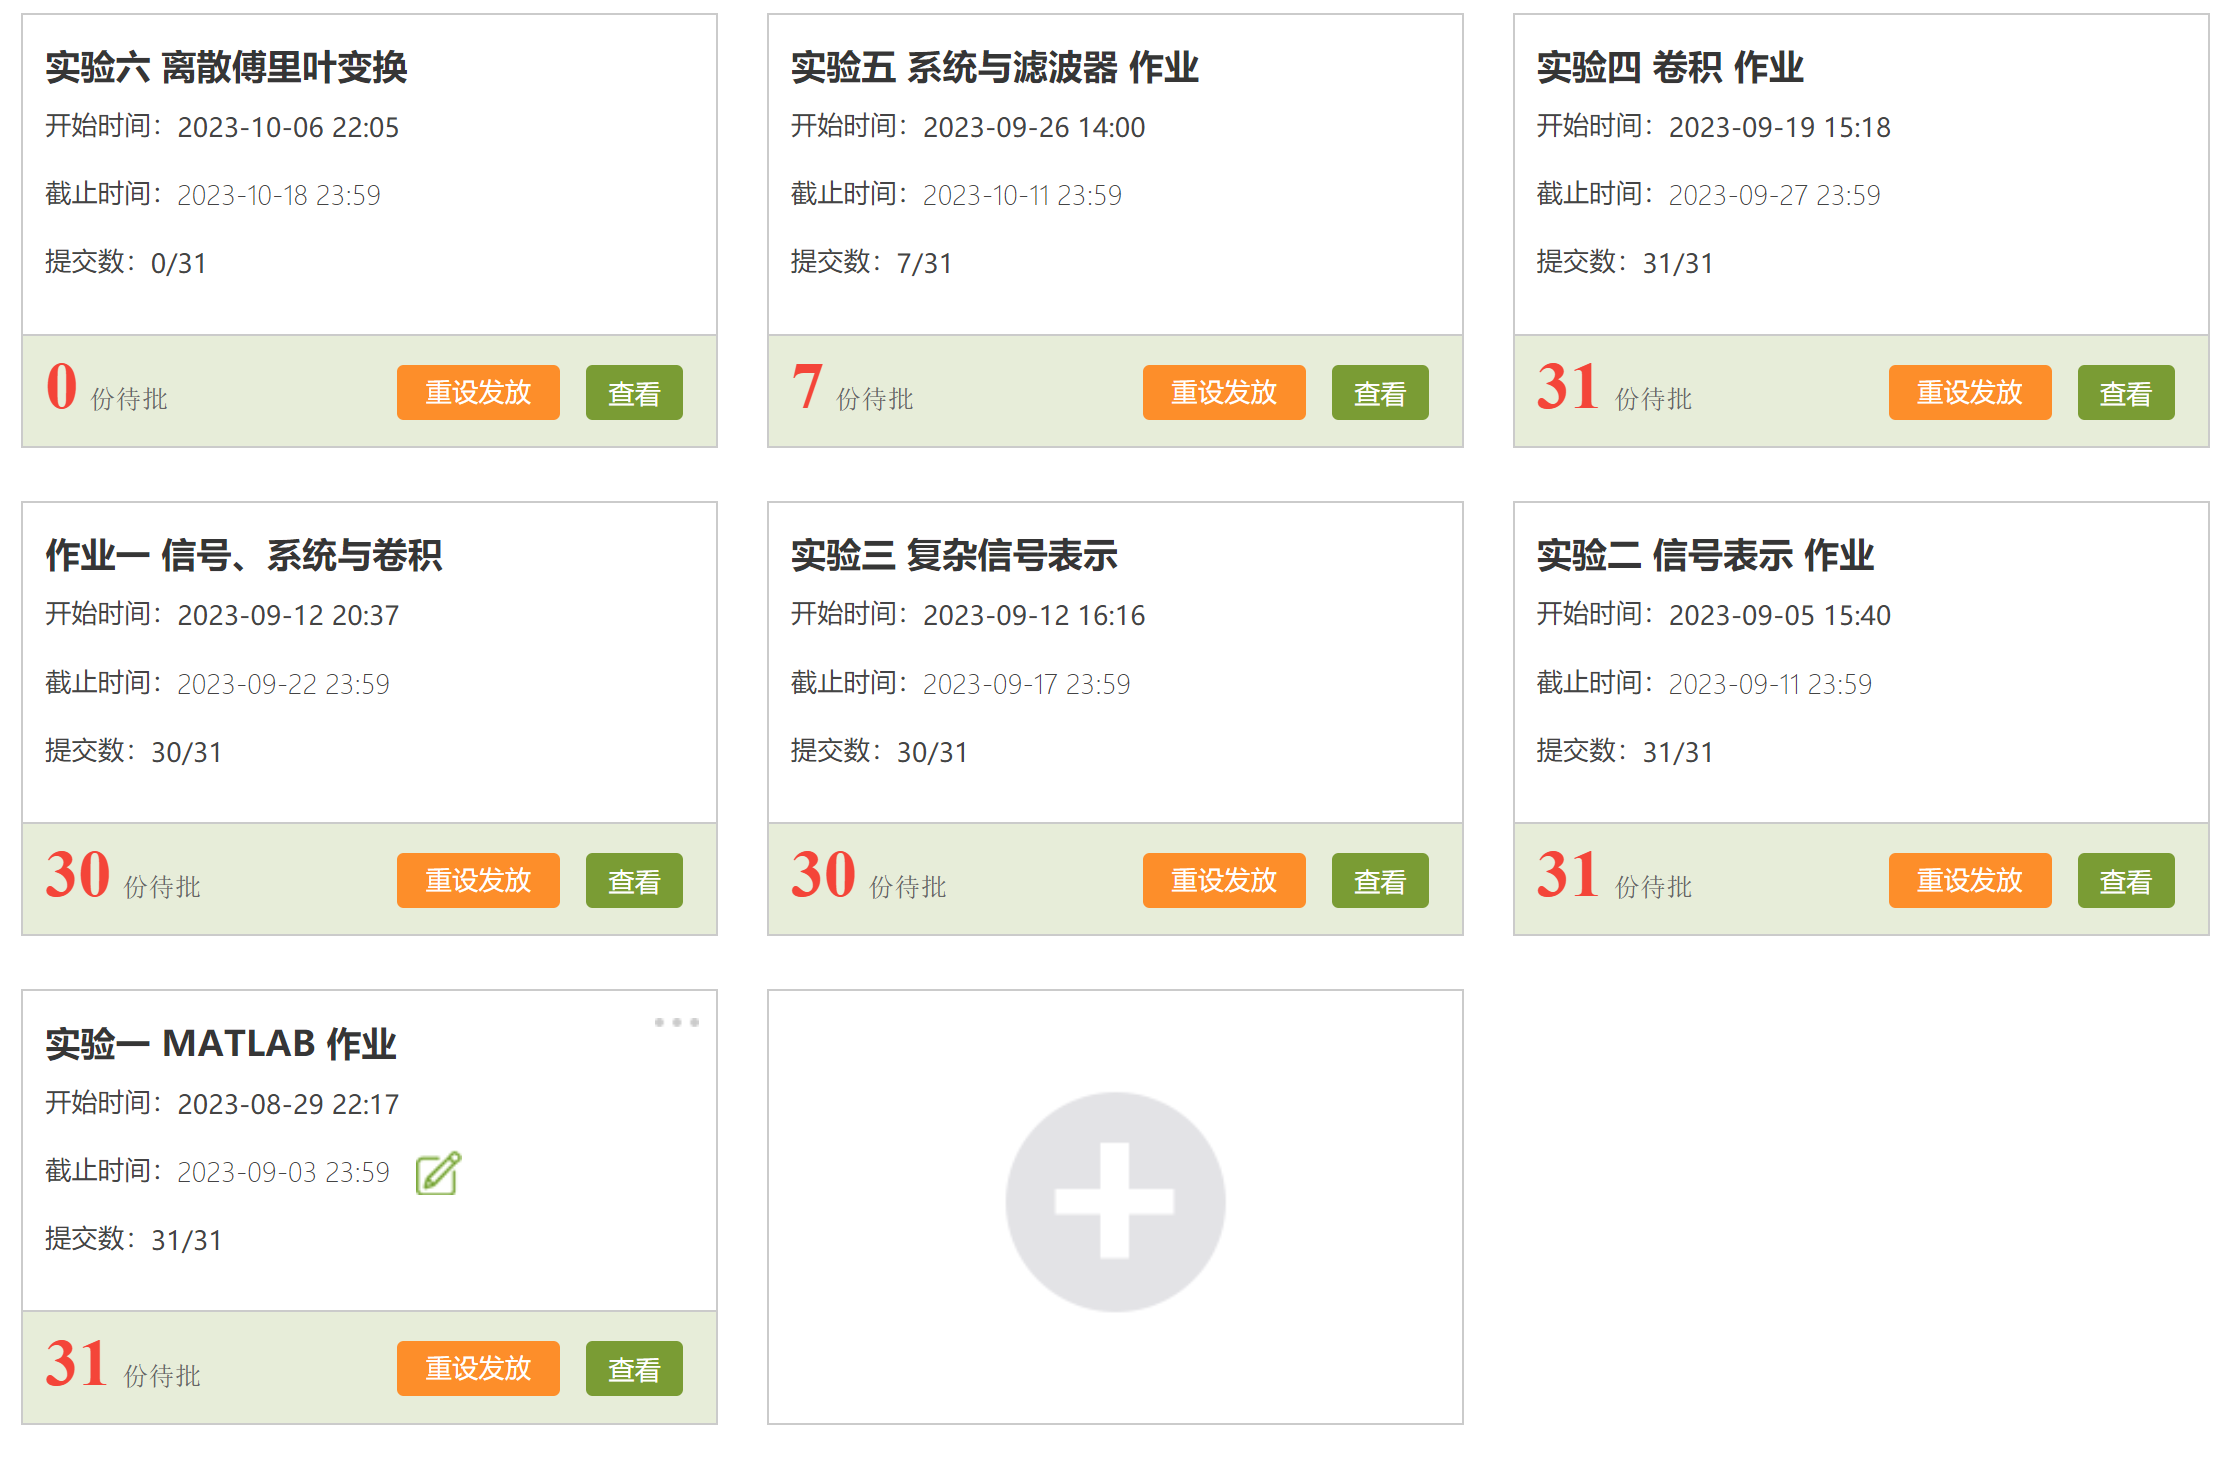 实验六 离散傅里叶变换
开始时间：2023-10-06 22:05
截止时间：2023-10-18 23:59
提交数：0/31
0 份待批 重设发放 查看
实验五 系统与滤波器 作业
开始时间：2023-09-26 14:00
截止时间：2023-10-11 23:59
提交数：7/31
7 份待批 重设发放 查看
实验四 卷积 作业
开始时间：2023-09-19 15:18
截止时间：2023-09-27 23:59
提交数：31/31
31 份待批 重设发放 查看
作业一 信号、系统与卷积
开始时间：2023-09-12 20:37
截止时间：2023-09-22 23:59
提交数：30/31
30 份待批 重设发放 查看
实验三 复杂信号表示
开始时间：2023-09-12 16:16
截止时间：2023-09-17 23:59
提交数：30/31
30 份待批 重设发放 查看
实验二 信号表示 作业
开始时间：2023-09-05 15:40
截止时间：2023-09-11 23:59
提交数：31/31
31 份待批 重设发放 查看
实验一 MATLAB 作业
开始时间：2023-08-29 22:17
截止时间：2023-09-03 23:59
提交数：31/31
31 份待批 重设发放 查看